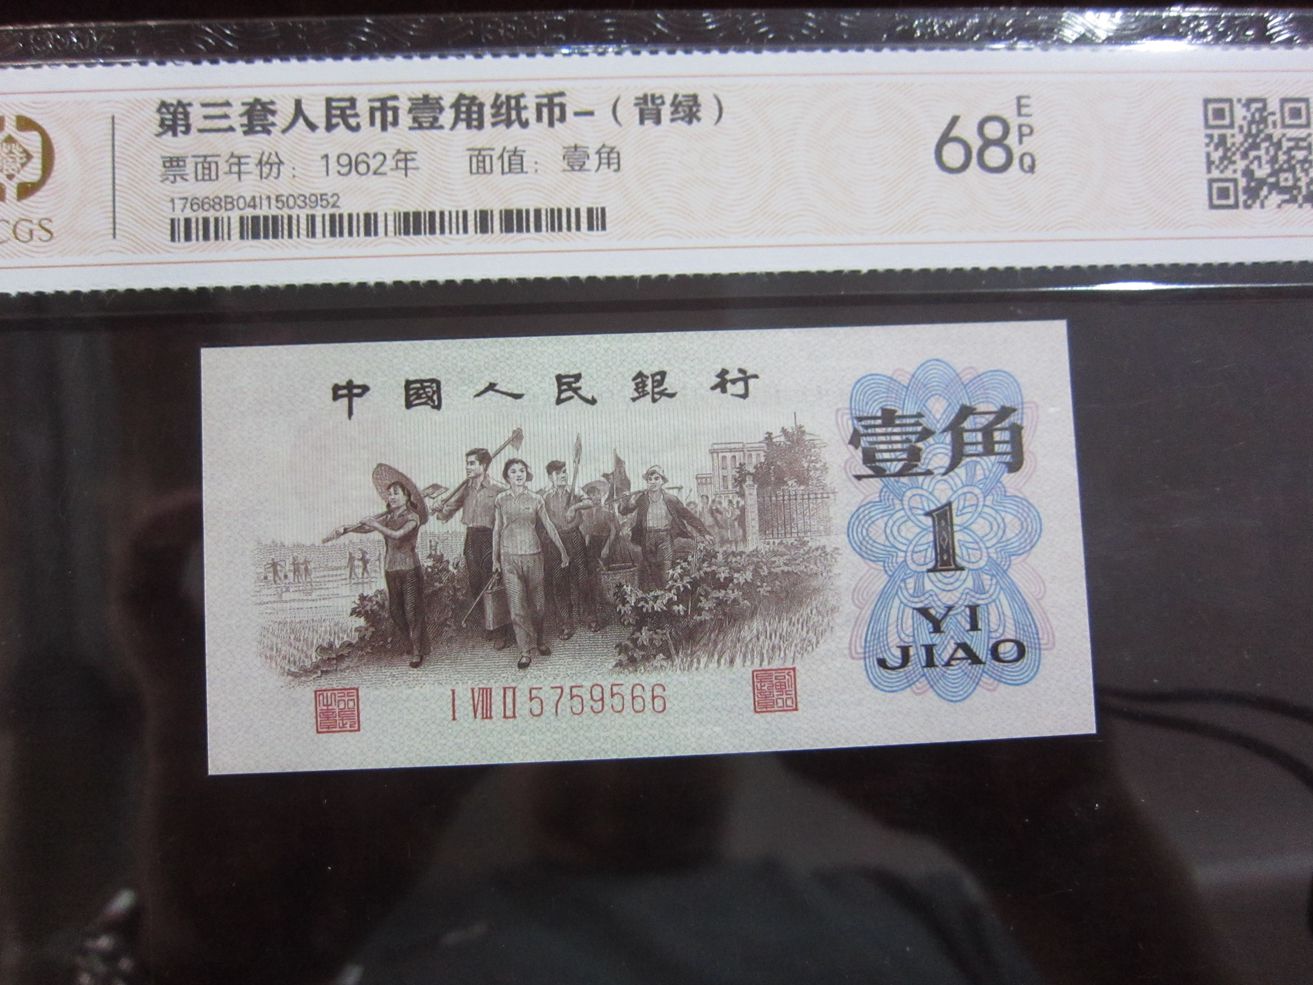 第三套人民币壹角纸币-（背绿）
票面年份：1962年 面值：壹角
17668B04I1503952
68 EPQ
CGS
中國人民銀行
壹角
1
YI
JIAO
I VIII II 5759566